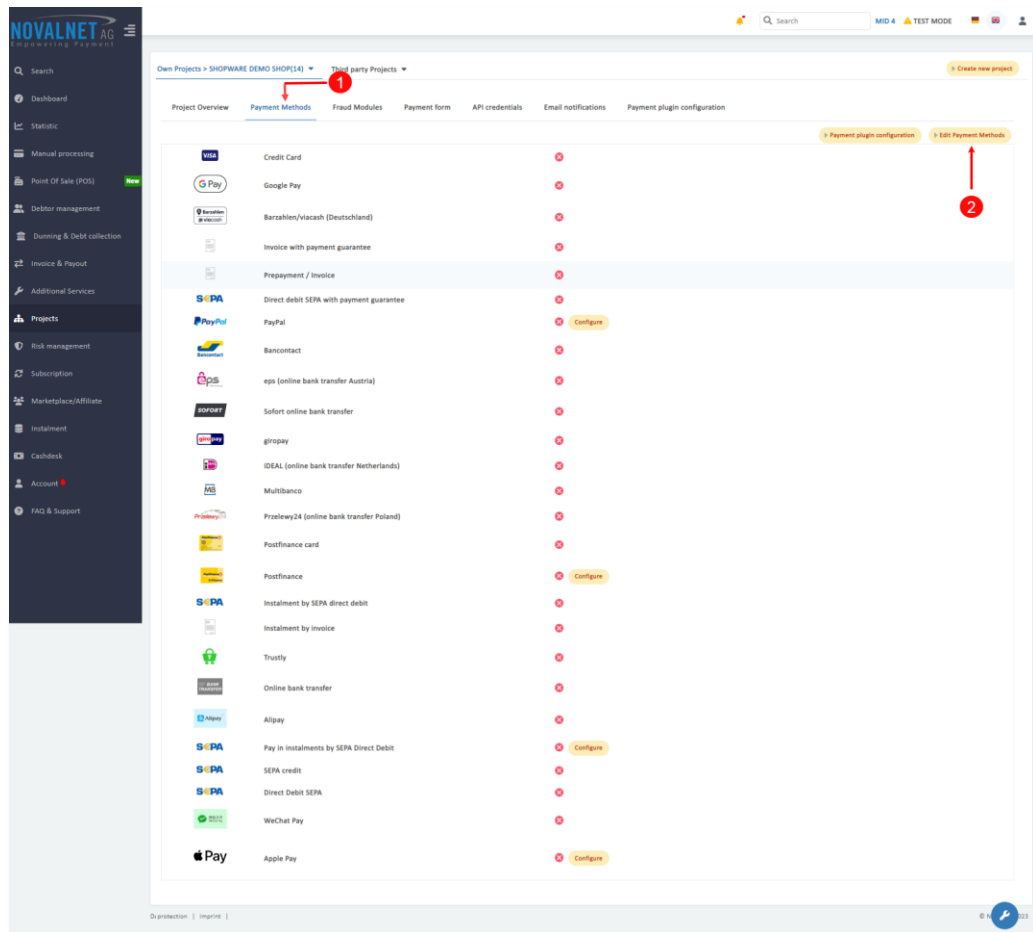 NOVALNET AG
Empowering Payment
Search
MID 4 TEST MODE
Search
Dashboard
Statistic
Manual processing
Point Of Sale (POS) New
Debtor management
Dunning & Debt collection
Invoice & Payout
Additional Services
Projects
Risk management
Subscription
Marketplace/Affiliate
Instalment
Cashdesk
Account
FAQ & Support
Own Projects > SHOPWARE DEMO SHOP(14) Third party Projects
Create new project
1
Project Overview Payment Methods Fraud Modules Payment form API credentials Email notifications Payment plugin configuration
Payment plugin configuration Edit Payment Methods
2
VISA Credit Card
G Pay Google Pay
Barzahlen viacash Barzahlen/viacash (Deutschland)
Invoice with payment guarantee
Prepayment / Invoice
SEPA Direct debit SEPA with payment guarantee
PayPal PayPal Configure
Bancontact Bancontact
eps eps (online bank transfer Austria)
SOFORT Sofort online bank transfer
giropay giropay
iDEAL (online bank transfer Netherlands)
MB Multibanco
Przelewy24 (online bank transfer Poland)
Postfinance card
Postfinance Configure
SEPA Instalment by SEPA direct debit
Instalment by invoice
Trustly
BANK TRANSFER Online bank transfer
Alipay Alipay
SEPA Pay in instalments by SEPA Direct Debit Configure
SEPA SEPA credit
SEPA Direct Debit SEPA
WeChat Pay
Pay Apple Pay Configure
protection | Imprint |